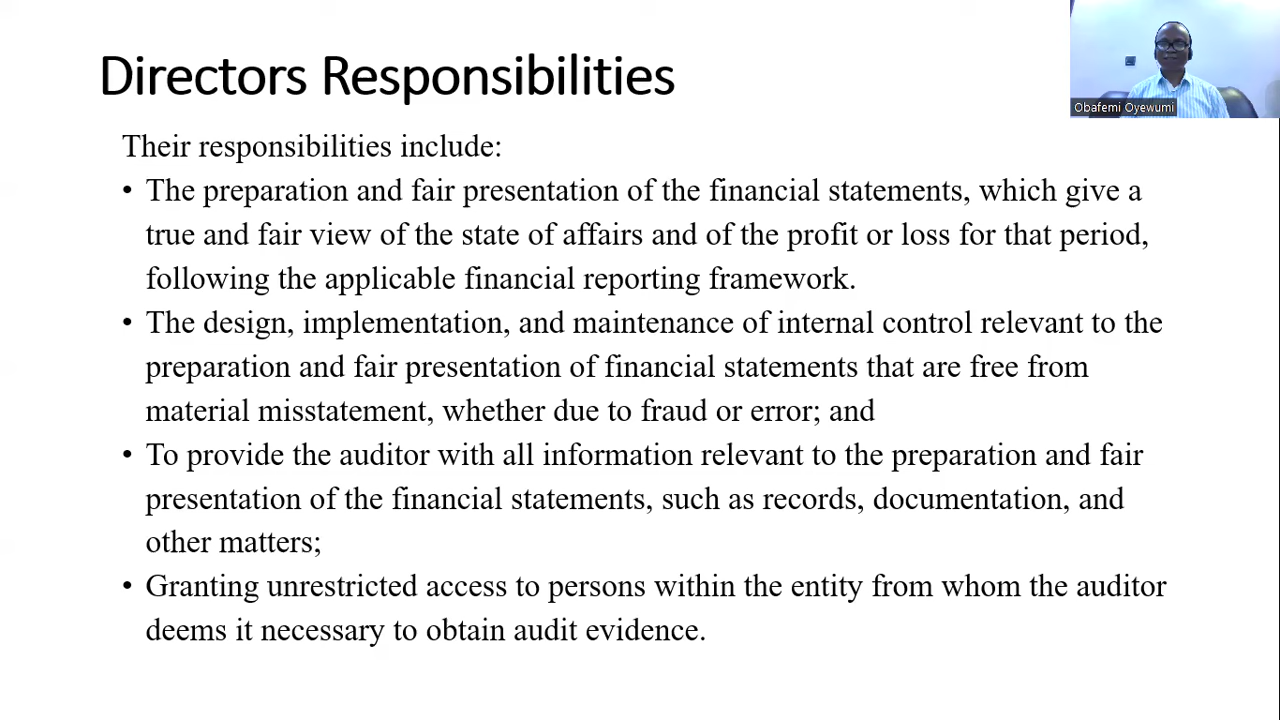 Directors Responsibilities
Obafemi Oyewumi
Their responsibilities include:
• The preparation and fair presentation of the financial statements, which give a
true and fair view of the state of affairs and of the profit or loss for that period,
following the applicable financial reporting framework.
• The design, implementation, and maintenance of internal control relevant to the
preparation and fair presentation of financial statements that are free from
material misstatement, whether due to fraud or error; and
• To provide the auditor with all information relevant to the preparation and fair
presentation of the financial statements, such as records, documentation, and
other matters;
• Granting unrestricted access to persons within the entity from whom the auditor
deems it necessary to obtain audit evidence.